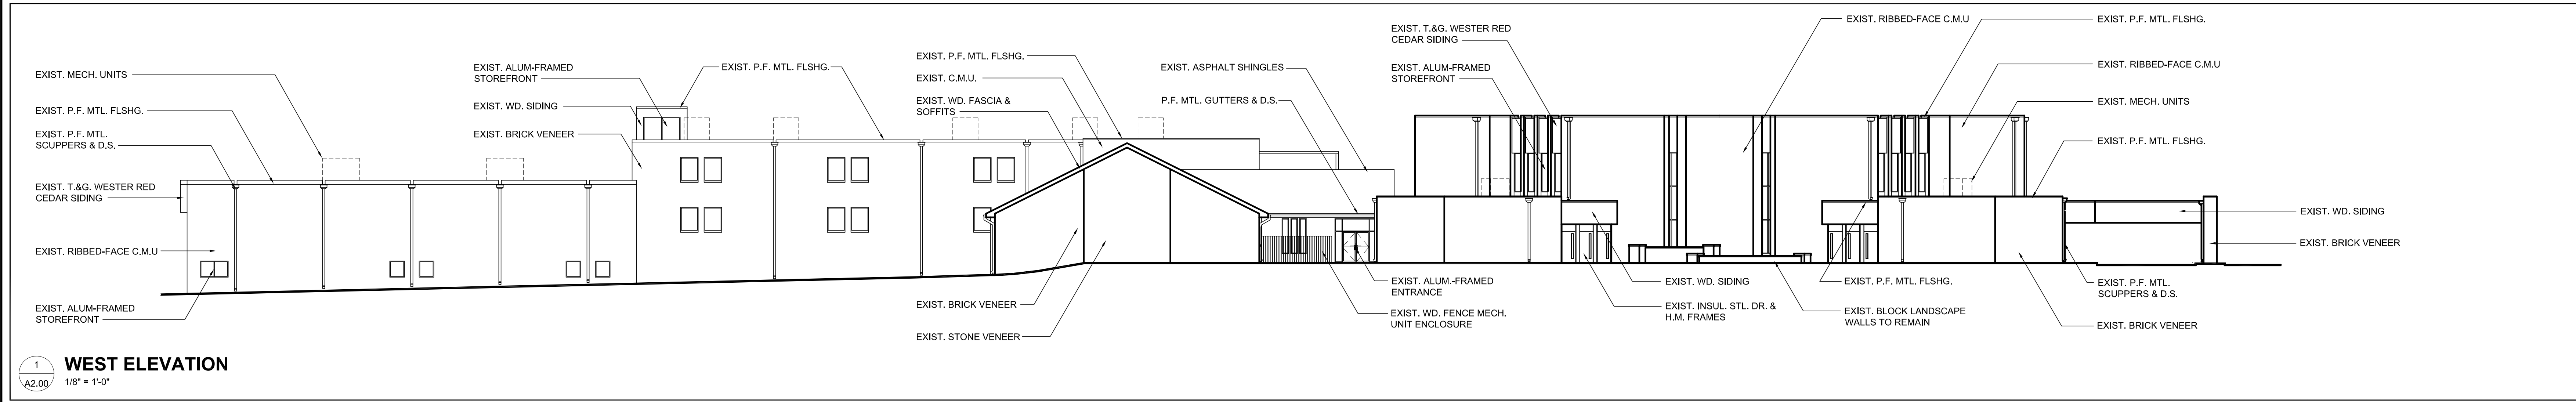 EXIST. MECH. UNITS
EXIST. P.F. MTL. FLSHG.
EXIST. P.F. MTL.
SCUPPERS & D.S.
EXIST. T.&G. WESTER RED
CEDAR SIDING
EXIST. RIBBED-FACE C.M.U
EXIST. ALUM-FRAMED
STOREFRONT
EXIST. ALUM-FRAMED
STOREFRONT
EXIST. WD. SIDING
EXIST. BRICK VENEER
EXIST. P.F. MTL. FLSHG.
EXIST. P.F. MTL. FLSHG.
EXIST. C.M.U.
EXIST. WD. FASCIA &
SOFFITS
EXIST. BRICK VENEER
EXIST. STONE VENEER
EXIST. ASPHALT SHINGLES
P.F. MTL. GUTTERS & D.S.
EXIST. T.&G. WESTER RED
CEDAR SIDING
EXIST. ALUM-FRAMED
STOREFRONT
EXIST. ALUM.-FRAMED
ENTRANCE
EXIST. WD. FENCE MECH.
UNIT ENCLOSURE
EXIST. WD. SIDING
EXIST. INSUL. STL. DR. &
H.M. FRAMES
EXIST. RIBBED-FACE C.M.U
EXIST. P.F. MTL. FLSHG.
EXIST. BLOCK LANDSCAPE
WALLS TO REMAIN
EXIST. P.F. MTL. FLSHG.
EXIST. RIBBED-FACE C.M.U
EXIST. MECH. UNITS
EXIST. P.F. MTL. FLSHG.
EXIST. P.F. MTL.
SCUPPERS & D.S.
EXIST. BRICK VENEER
EXIST. WD. SIDING
EXIST. BRICK VENEER
1
A2.00
WEST ELEVATION
1/8" = 1'-0"